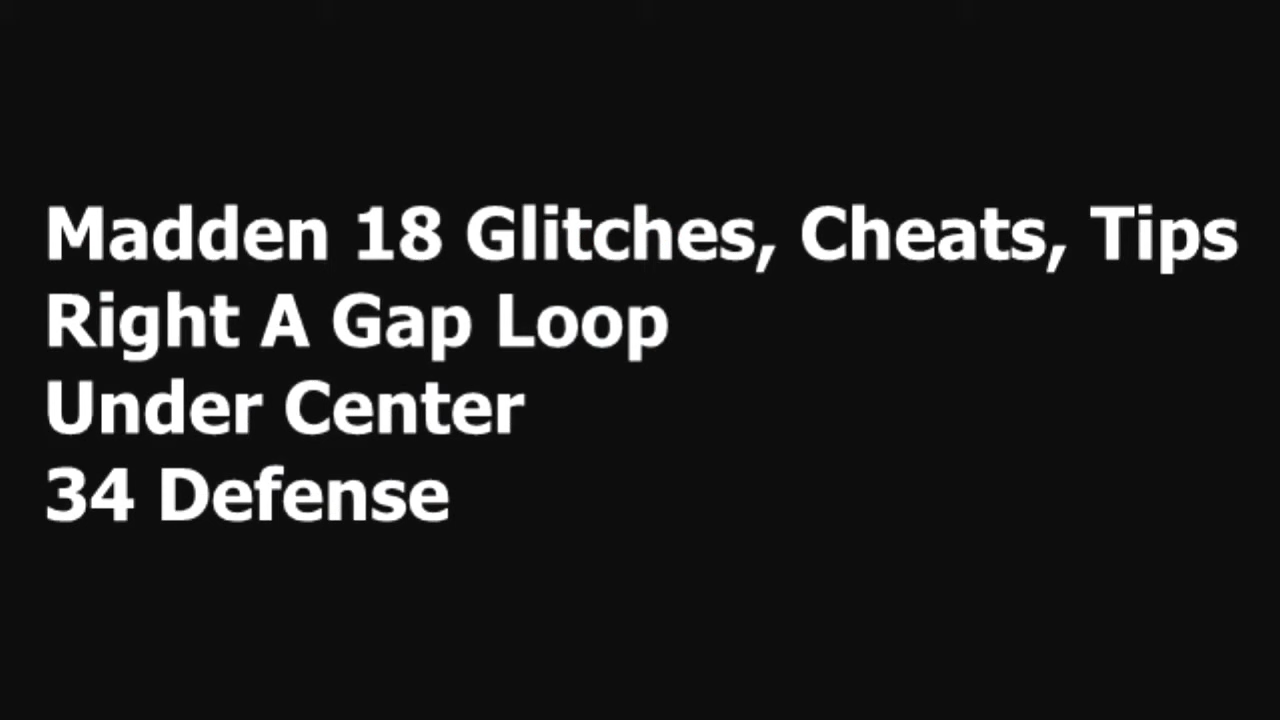 Madden 18 Glitches, Cheats, Tips
Right A Gap Loop
Under Center
34 Defense